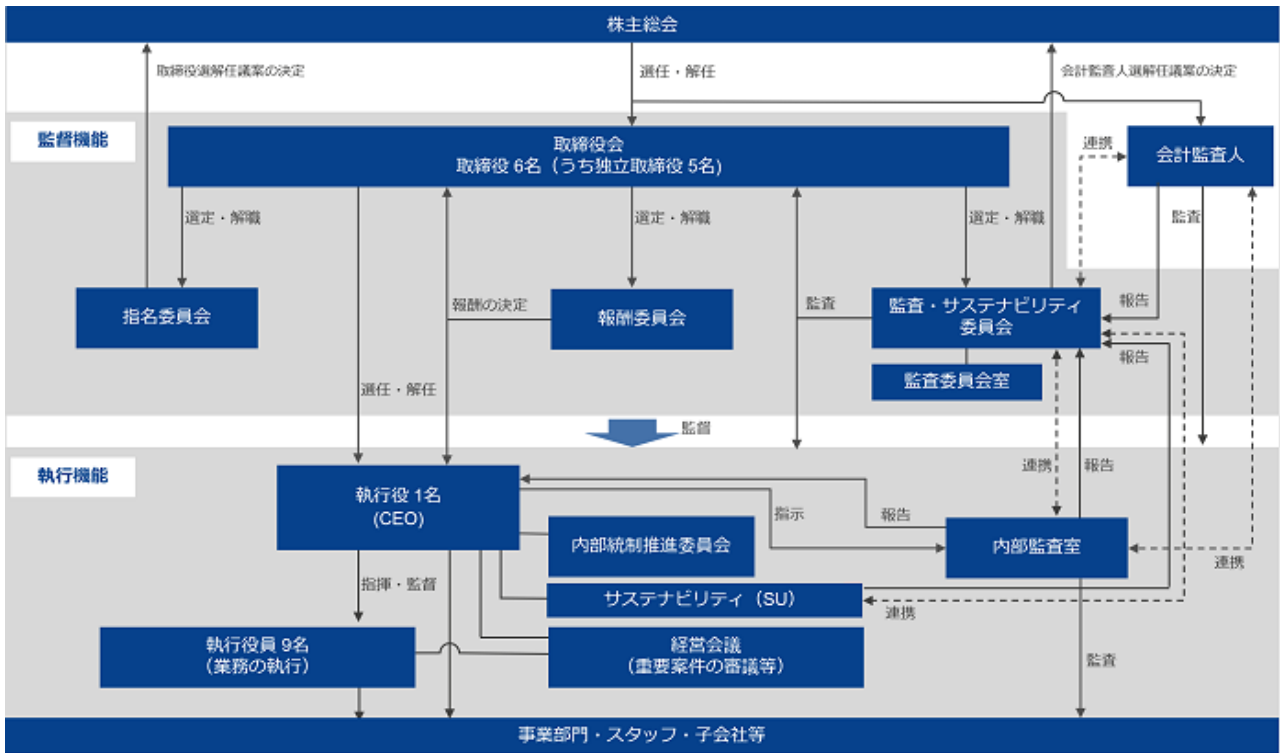 株主総会
取締役選解任議案の決定
選任・解任
会計監査人選解任議案の決定
監督機能
取締役会
取締役 6名（うち独立取締役 5名)
連携
会計監査人
選定・解職
選定・解職
選定・解職
監査
指名委員会
報酬の決定
報酬委員会
監査
監査・サステナビリティ
委員会
報告
報告
監査委員会室
選任・解任
監督
執行機能
執行役 1名
(CEO)
連携
報告
指示
報告
内部統制推進委員会
内部監査室
連携
指揮・監督
サステナビリティ（SU）
連携
執行役員 9名
（業務の執行）
経営会議
（重要案件の審議等）
監査
事業部門・スタッフ・子会社等